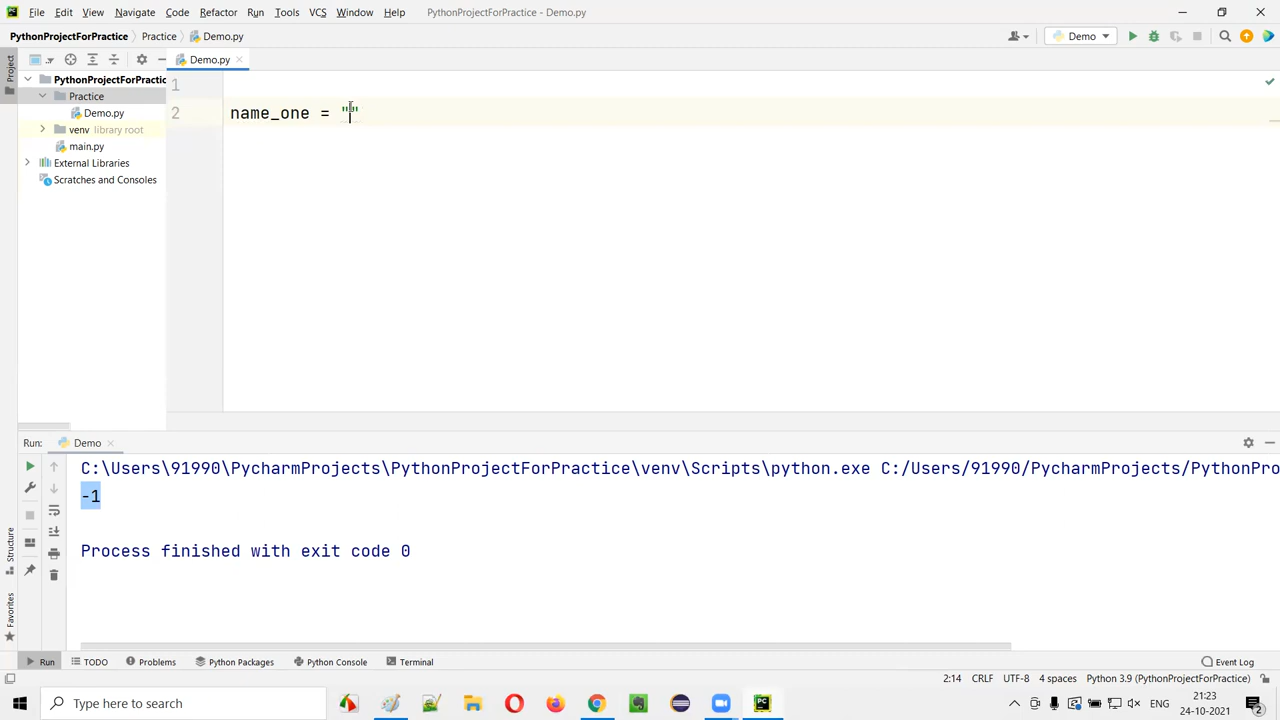 File Edit View Navigate Code Refactor Run Tools VCS Window Help PythonProjectForPractice - Demo.py
PythonProjectForPractice Practice Demo.py Demo
Project
Demo.py
PythonProjectForPractic
Practice
Demo.py
venv library root
main.py
External Libraries
Scratches and Consoles
1
2 name_one = ""
Run: Demo
C:\Users\91990\PycharmProjects\PythonProjectForPractice\venv\Scripts\python.exe C:/Users/91990/PycharmProjects/PythonPro
-1
Process finished with exit code 0
Structure
Favorites
Run TODO Problems Python Packages Python Console Terminal Event Log
2:14 CRLF UTF-8 4 spaces Python 3.9 (PythonProjectForPractice)
Type here to search
ENG
21:23
24-10-2021
2